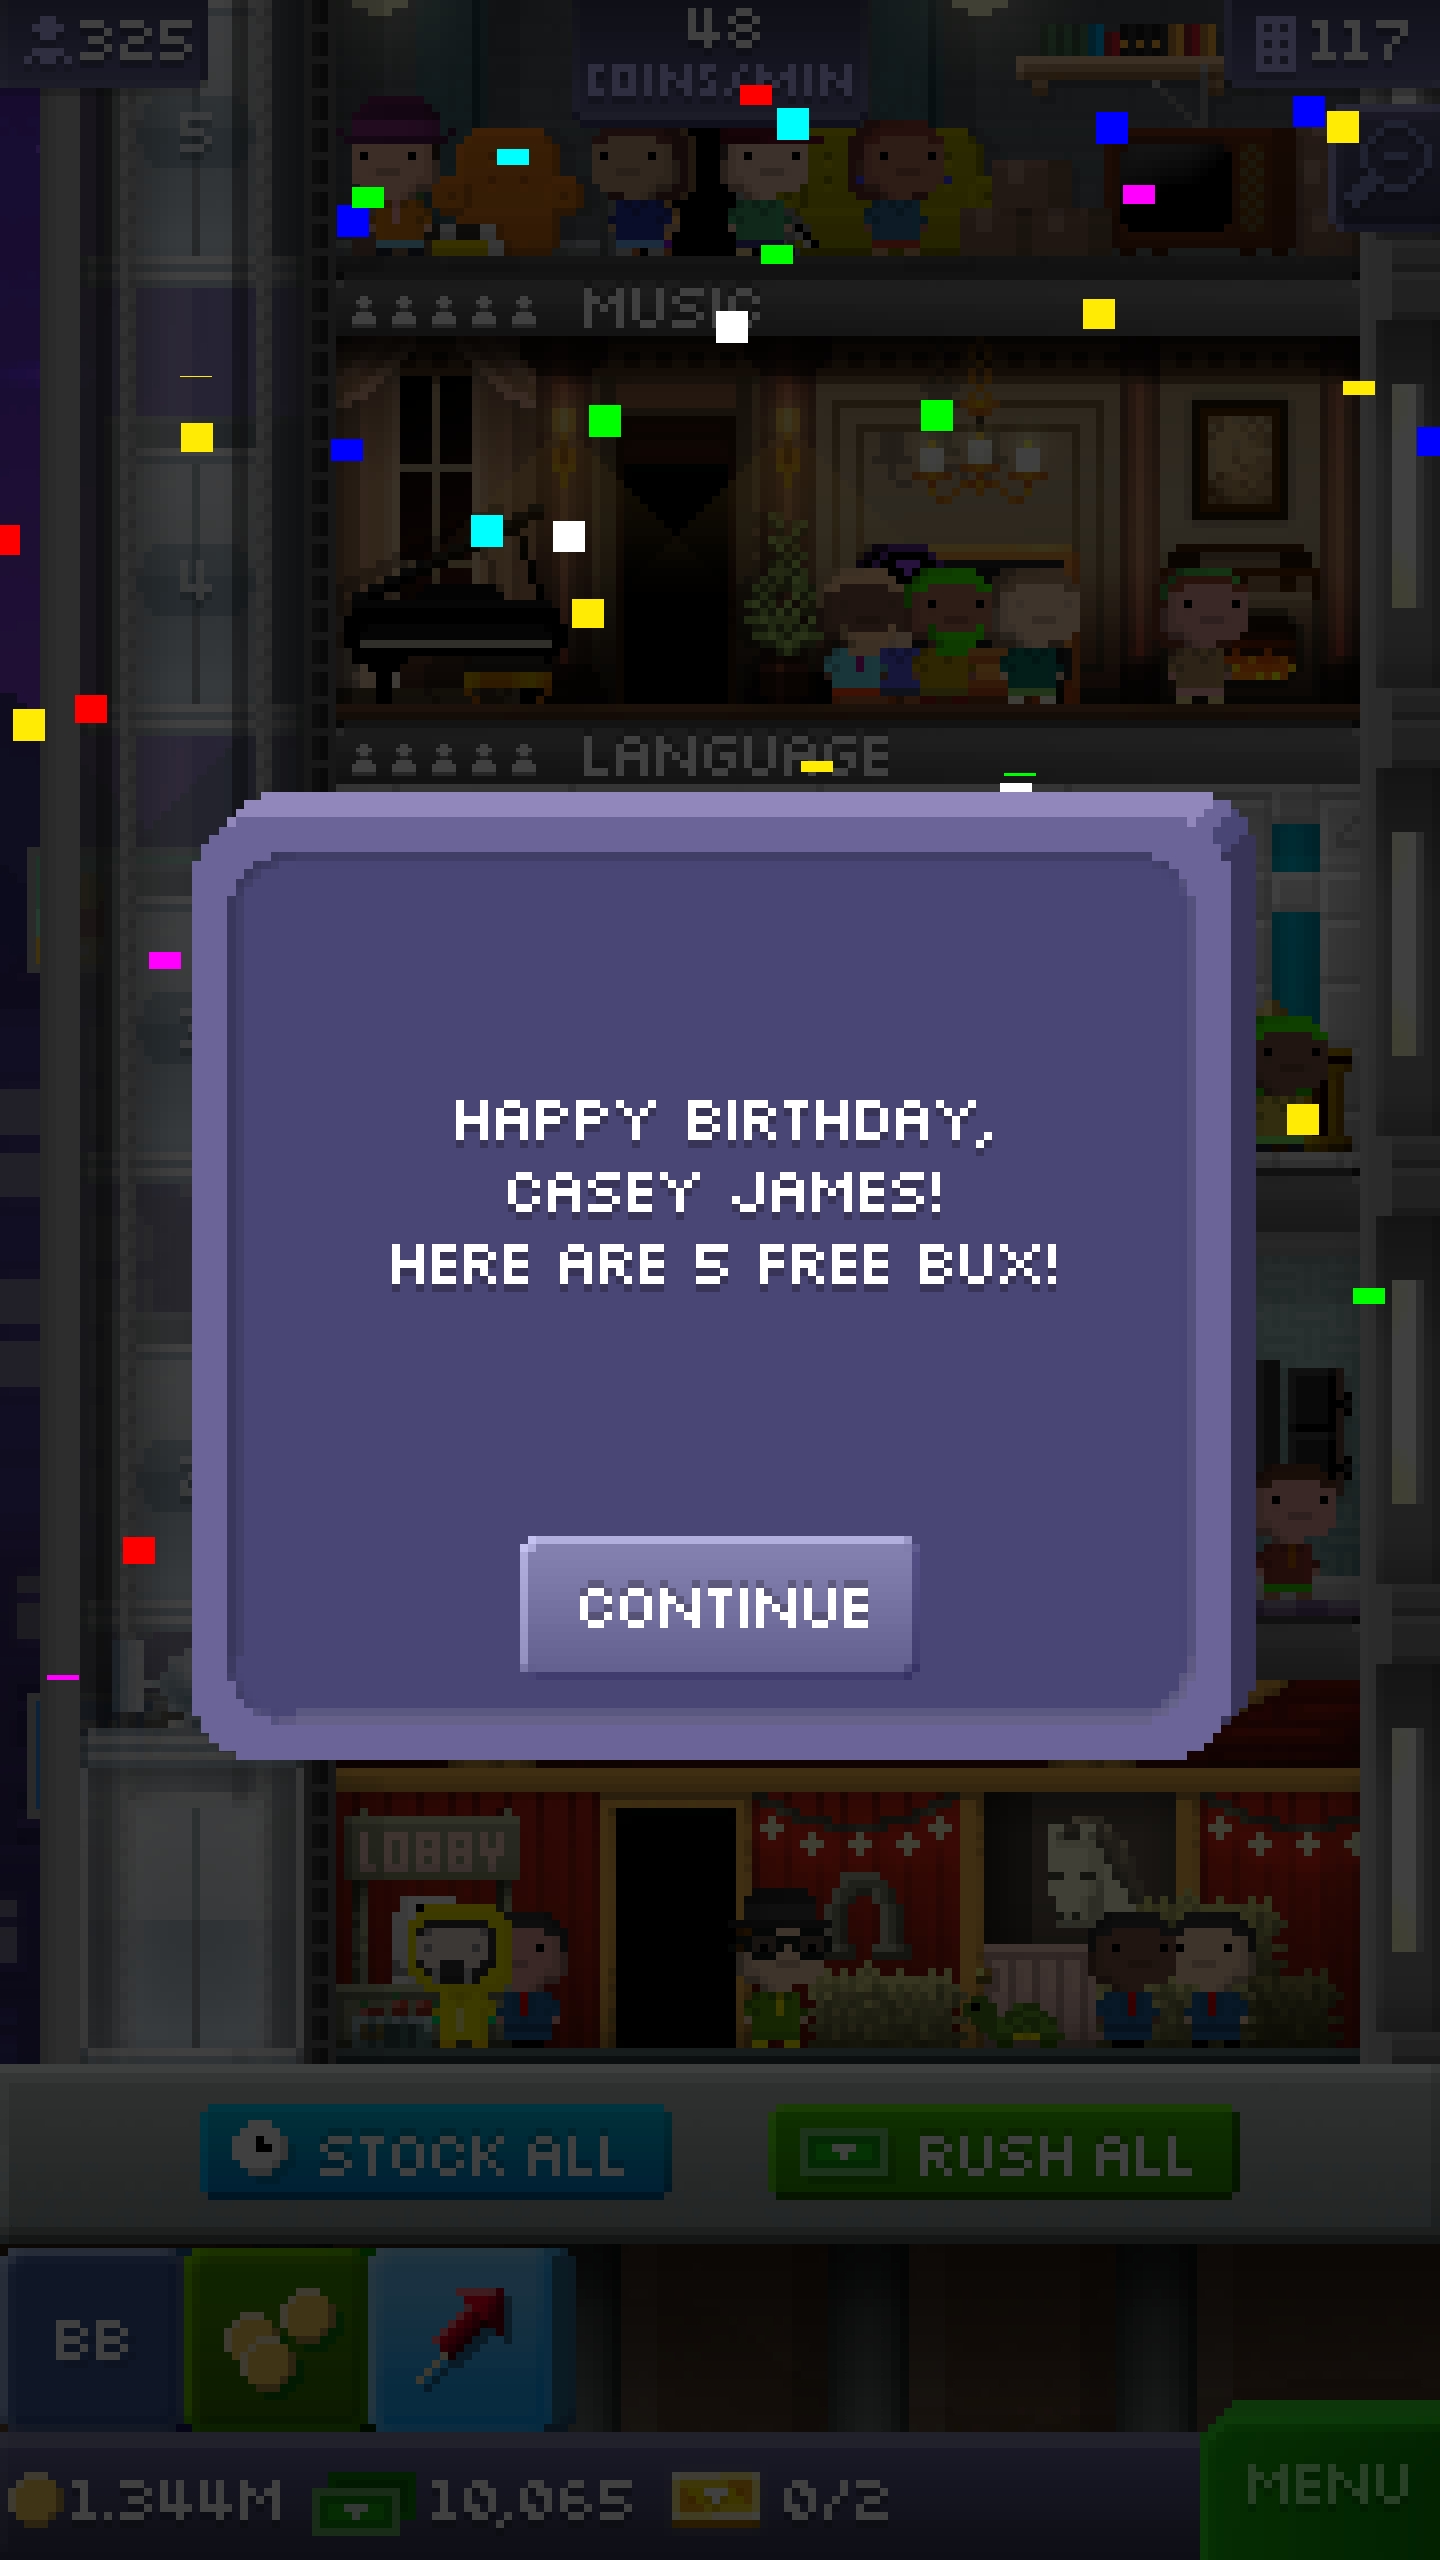 325
48
COINS/MIN
117
5
MUSIC
4
LANGUAGE
HAPPY BIRTHDAY,
CASEY JAMES!
HERE ARE 5 FREE BUX!
CONTINUE
LOBBY
STOCK ALL
RUSH ALL
BB
1.344M
10,065
0/2
MENU